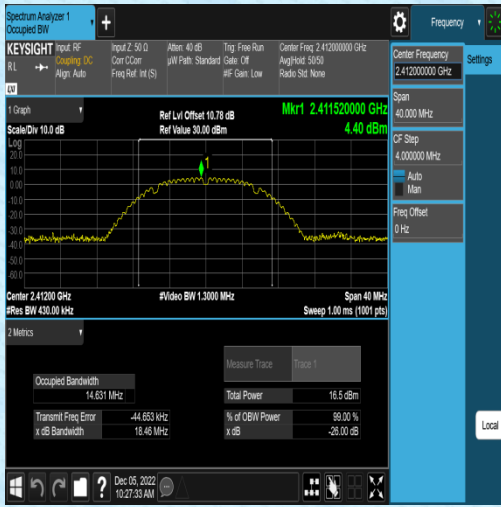 Spectrum Analyzer 1
Occupied BW
Frequency
KEYSIGHT
RL
LXI
Input: RF
Coupling: DC
Align: Auto
Input Z: 50 Ω
Corr CCorr
Freq Ref: Int (S)
Atten: 40 dB
µW Path: Standard
Trig: Free Run
Gate: Off
#IF Gain: Low
Center Freq: 2.412000000 GHz
Avg|Hold: 50/50
Radio Std: None
Settings
Center Frequency
2.412000000 GHz
Span
40.000 MHz
CF Step
4.000000 MHz
Auto
Man
Freq Offset
0 Hz
Local
1 Graph
Scale/Div 10.0 dB
Ref Lvl Offset 10.78 dB
Ref Value 30.00 dBm
Mkr1 2.411520000 GHz
4.40 dBm
Log
20.0
10.0
0.00
-10.0
-20.0
-30.0
-40.0
-50.0
-60.0
1
Center 2.41200 GHz
#Res BW 430.00 kHz
#Video BW 1.3000 MHz
Span 40 MHz
Sweep 1.00 ms (1001 pts)
2 Metrics
Measure Trace
Trace 1
Occupied Bandwidth
14.631 MHz
Total Power
16.5 dBm
Transmit Freq Error
-44.653 kHz
% of OBW Power
99.00 %
x dB Bandwidth
18.46 MHz
x dB
-26.00 dB
?
Dec 05, 2022
10:27:33 AM